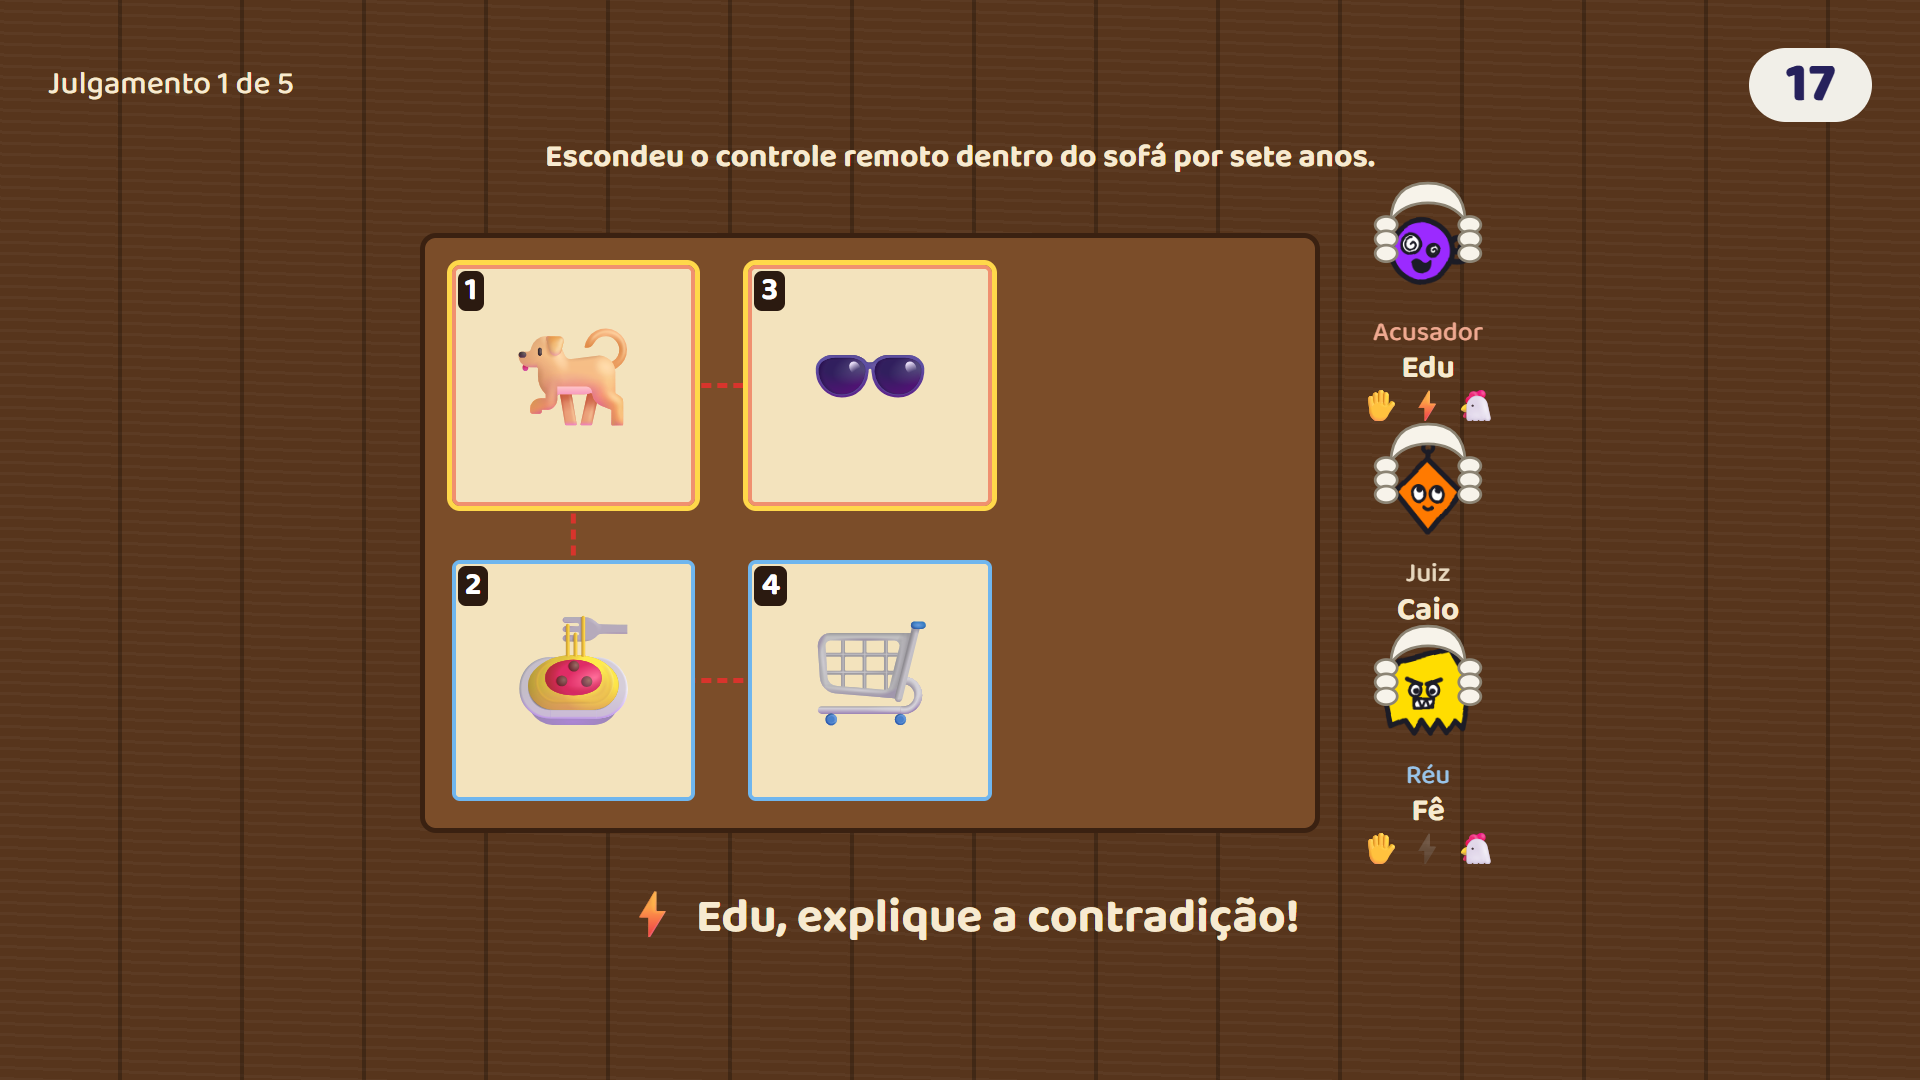 Julgamento 1 de 5
17
Escondeu o controle remoto dentro do sofá por sete anos.
1
3
2
4
Acusador
Edu
Juiz
Caio
Réu
Fê
Edu, explique a contradição!